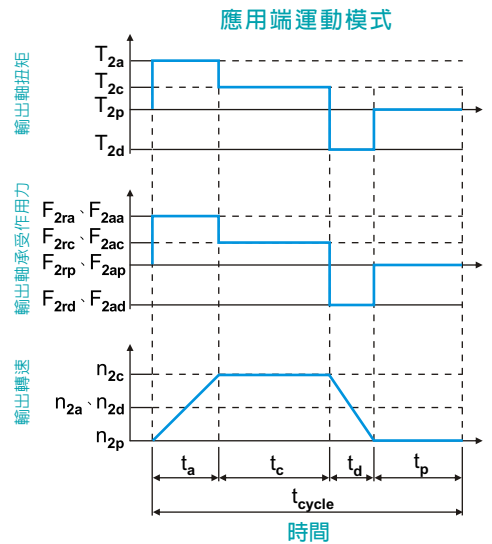 應用端運動模式
輸出軸扭矩
T2a
T2c
T2p
T2d
輸出軸承受作用力
F2ra、F2aa
F2rc、F2ac
F2rp、F2ap
F2rd、F2ad
輸出轉速
n2c
n2a、n2d
n2p
ta tc td tp
tcycle
時間